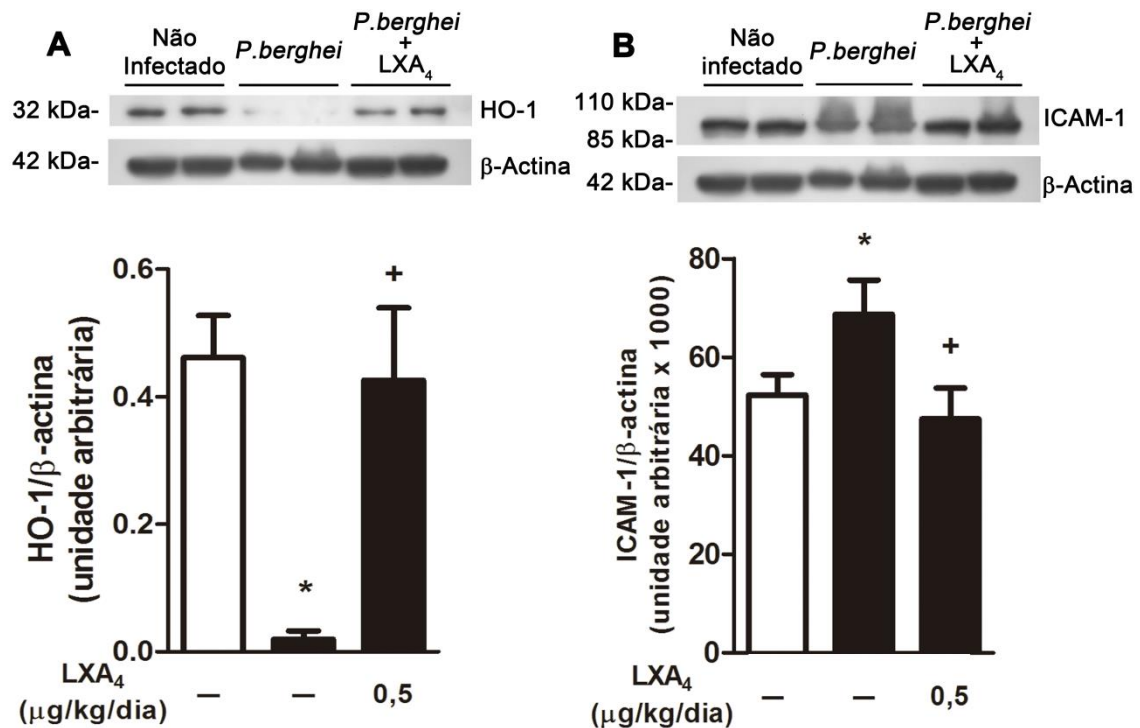 A
Não
Infectado
P.berghei
P.berghei
+
LXA₄
32 kDa-
HO-1
42 kDa-
β-Actina
0.6
0.4
0.2
0.0
HO-1/β-actina
(unidade arbitrária)
*
+
LXA₄
(μg/kg/dia)
–
–
0,5
B
Não
infectado
P.berghei
P.berghei
+
LXA₄
110 kDa-
85 kDa-
ICAM-1
42 kDa-
β-Actina
80
60
40
20
0
ICAM-1/β-actina
(unidade arbitrária x 1000)
*
+
LXA₄
(μg/kg/dia)
–
–
0,5